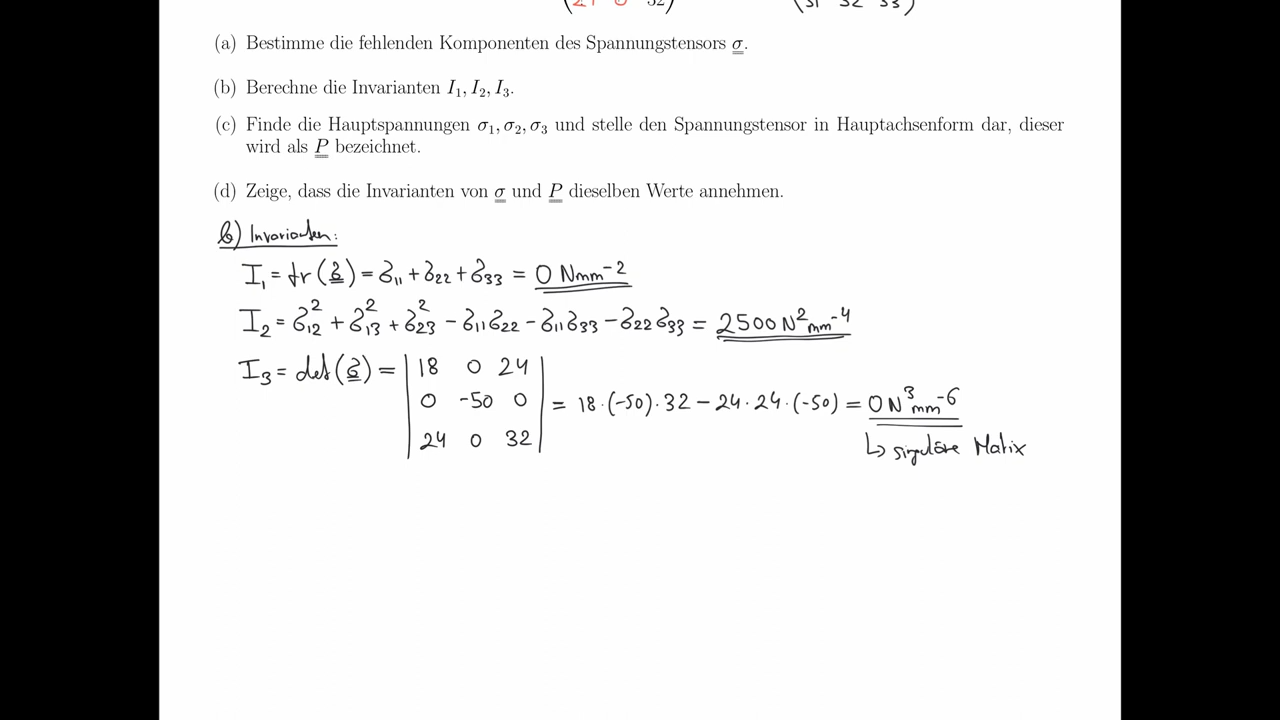 (a) Bestimme die fehlenden Komponenten des Spannungstensors σ.
(b) Berechne die Invarianten I₁, I₂, I₃.
(c) Finde die Hauptspannungen σ₁, σ₂, σ₃ und stelle den Spannungstensor in Hauptachsenform dar, dieser
wird als P bezeichnet.
(d) Zeige, dass die Invarianten von σ und P dieselben Werte annehmen.
b) Invarianten:
I₁ = tr(σ) = σ₁₁ + σ₂₂ + σ₃₃ = 0 Nmm⁻²
I₂ = σ₁₂² + σ₁₃² + σ₂₃² − σ₁₁σ₂₂ − σ₁₁σ₃₃ − σ₂₂σ₃₃ = 2500 N²mm⁻⁴
I₃ = det(σ) = | 18 0 24 |
| 0 -50 0 | = 18·(-50)·32 − 24·24·(-50) = 0 N³mm⁻⁶
| 24 0 32 |
↳ singuläre Matrix